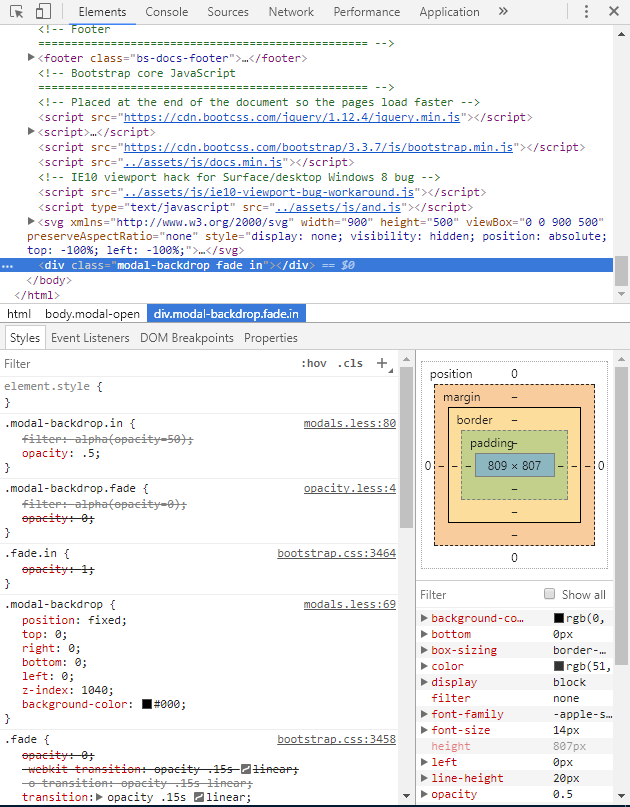 Elements Console Sources Network Performance Application »
<!-- Footer
================================================== -->
<footer class="bs-docs-footer">…</footer>
<!-- Bootstrap core JavaScript
================================================== -->
<!-- Placed at the end of the document so the pages load faster -->
<script src="https://cdn.bootcss.com/jquery/1.12.4/jquery.min.js"></script>
<script>…</script>
<script src="https://cdn.bootcss.com/bootstrap/3.3.7/js/bootstrap.min.js"></script>
<script src="../assets/js/docs.min.js"></script>
<!-- IE10 viewport hack for Surface/desktop Windows 8 bug -->
<script src="../assets/js/ie10-viewport-bug-workaround.js"></script>
<script type="text/javascript" src="../assets/js/and.js"></script>
<svg xmlns="http://www.w3.org/2000/svg" width="900" height="500" viewBox="0 0 900 500"
preserveAspectRatio="none" style="display: none; visibility: hidden; position: absolute;
top: -100%; left: -100%;">…</svg>
… <div class="modal-backdrop fade in"></div> == $0
</body>
</html>
html body.modal-open div.modal-backdrop.fade.in
Styles Event Listeners DOM Breakpoints Properties
Filter :hov .cls +
element.style {
}
.modal-backdrop.in { modals.less:80
filter: alpha(opacity=50);
opacity: .5;
}
.modal-backdrop.fade { opacity.less:4
filter: alpha(opacity=0);
opacity: 0;
}
.fade.in { bootstrap.css:3464
opacity: 1;
}
.modal-backdrop { modals.less:69
position: fixed;
top: 0;
right: 0;
bottom: 0;
left: 0;
z-index: 1040;
background-color: #000;
}
.fade { bootstrap.css:3458
opacity: 0;
-webkit-transition: opacity .15s linear;
-o-transition: opacity .15s linear;
transition: opacity .15s linear;
position 0
margin –
border –
padding –
0 – – – 809 × 807 – – – 0
–
–
–
0
Filter Show all
background-co… rgb(0,
bottom 0px
box-sizing border-…
color rgb(51,
display block
filter none
font-family -apple-s…
font-size 14px
height 807px
left 0px
line-height 20px
opacity 0.5